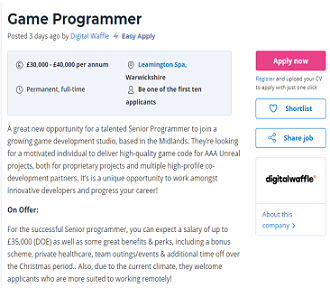 Game Programmer
Posted 3 days ago by Digital Waffle Easy Apply
£30,000 - £40,000 per annum
Leamington Spa,
Warwickshire
Permanent, full-time
Be one of the first ten
applicants
Apply now
Register and upload your CV
to apply with just one click
Shortlist
Share job
digitalwaffle
About this
company >
A great new opportunity for a talented Senior Programmer to join a
growing game development studio, based in the Midlands. They're looking
for a motivated individual to deliver high-quality game code for AAA Unreal
projects, both for proprietary projects and multiple high-profile co-
development partners. It's is a unique opportunity to work amongst
innovative developers and progress your career!
On Offer:
For the successful Senior programmer, you can expect a salary of up to
£35,000 (DOE) as well as some great benefits & perks, including a bonus
scheme, private healthcare, team outings/events & additional time off over
the Christmas period.. Also, due to the current climate, they welcome
applicants who are more suited to working remotely!